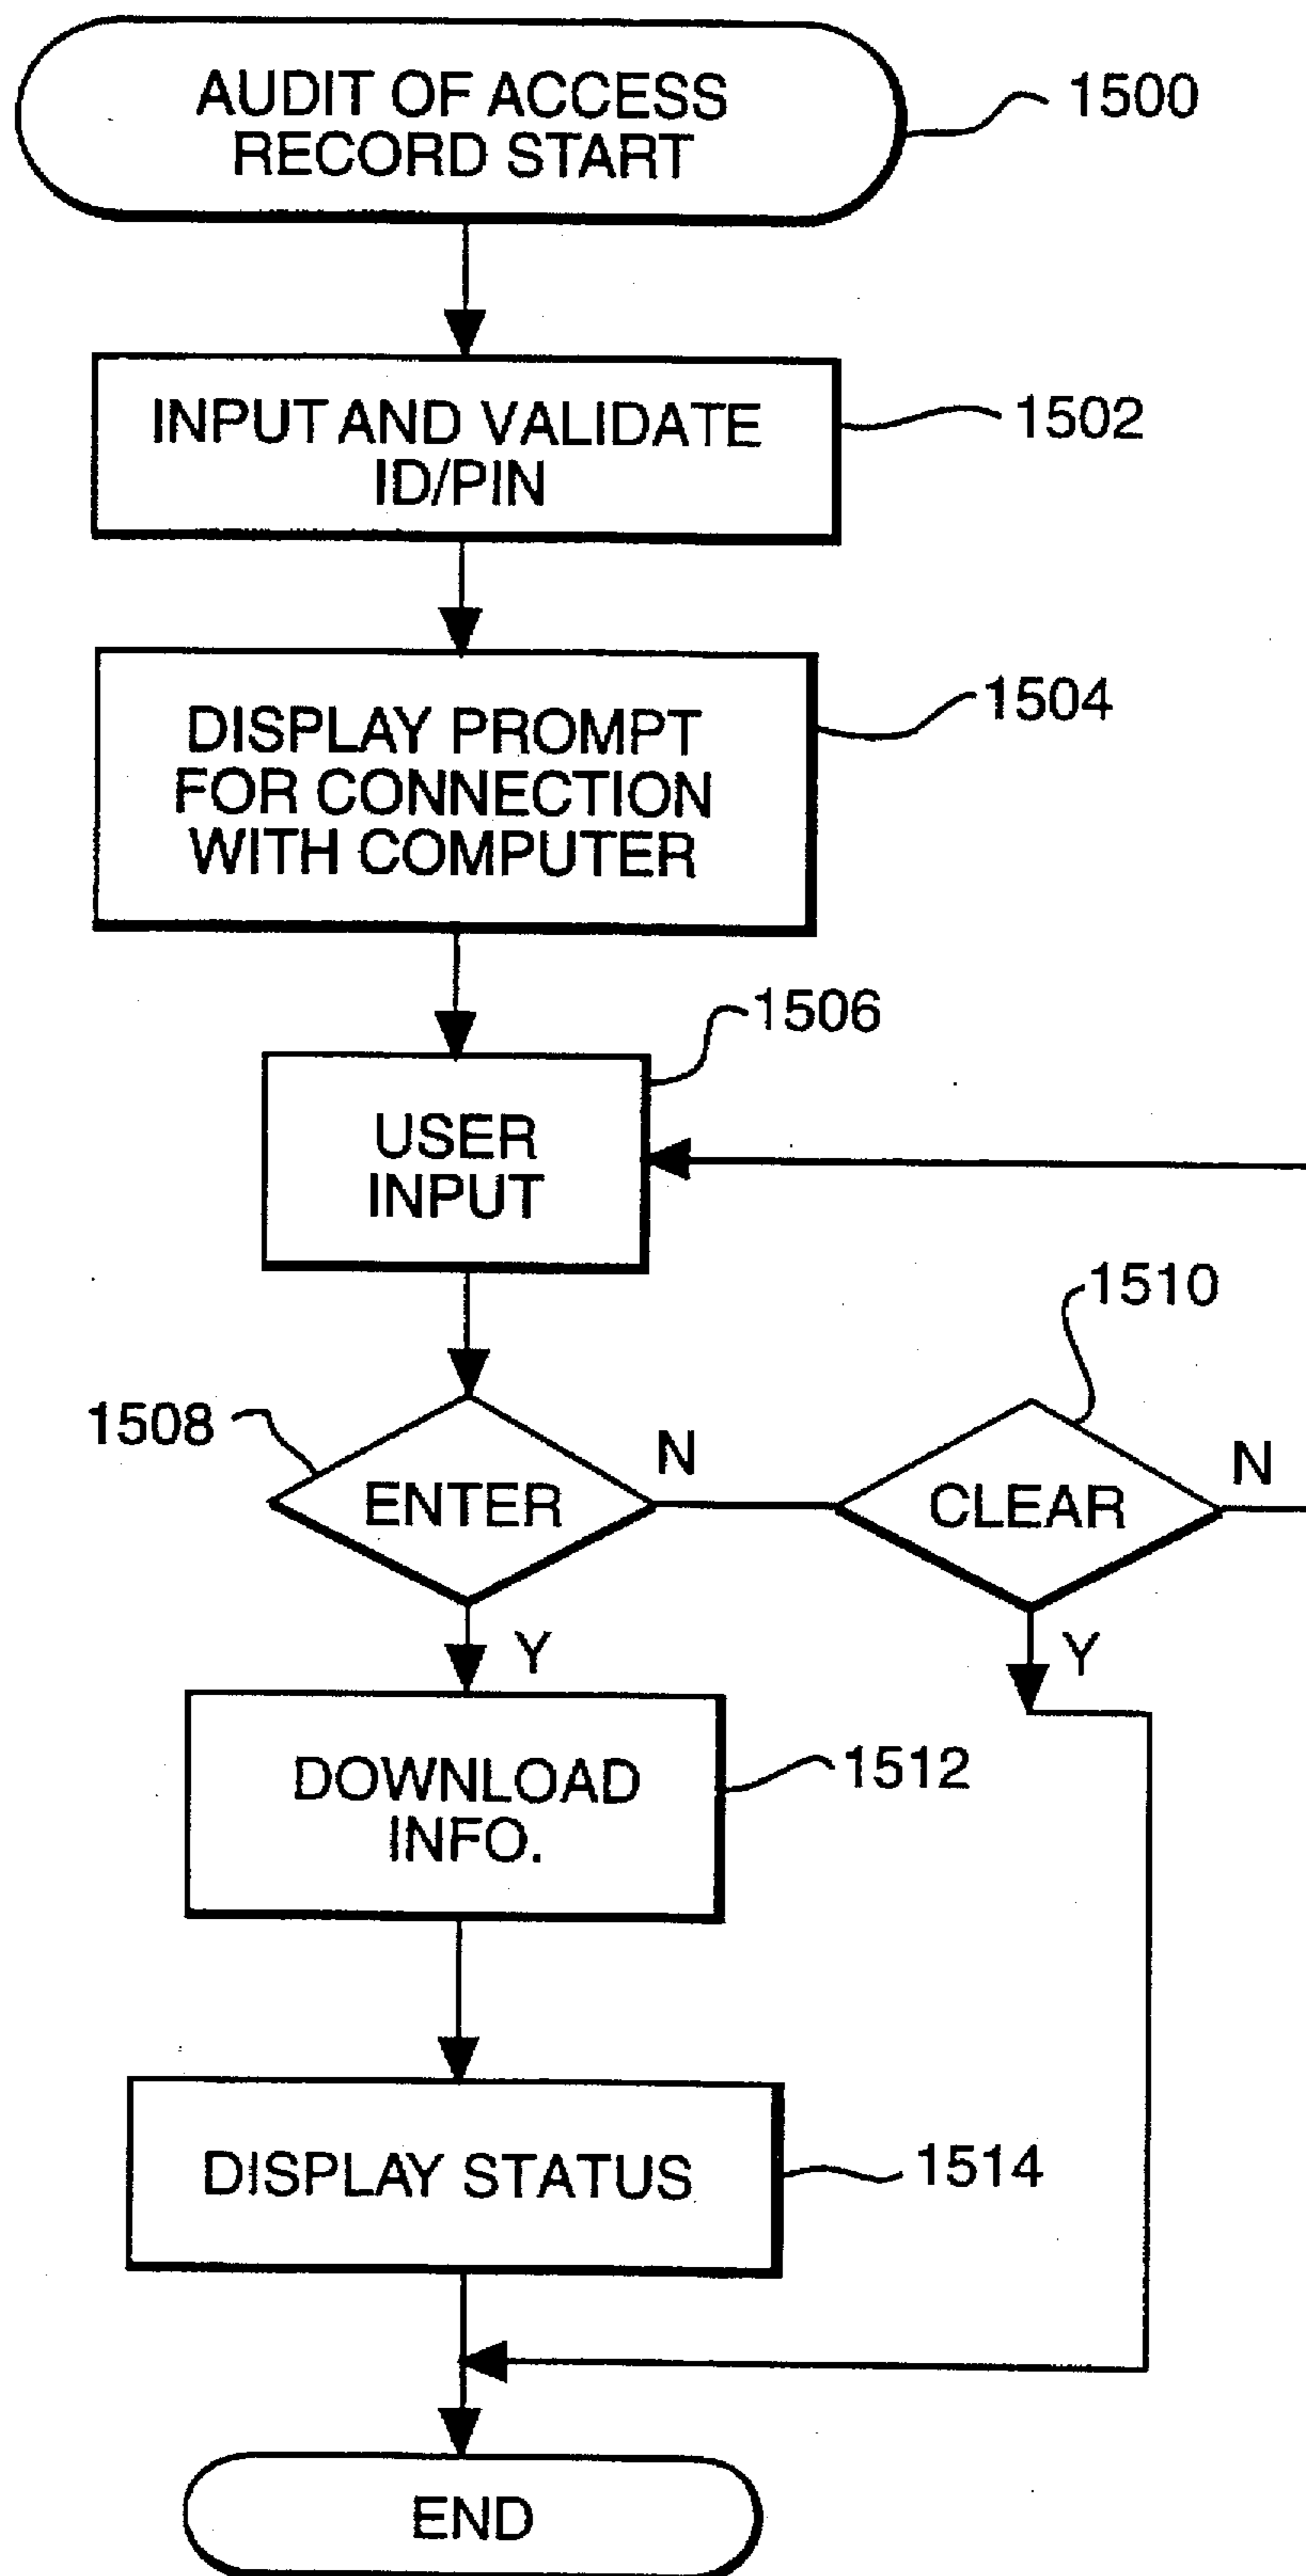 AUDIT OF ACCESS
RECORD START
1500
INPUT AND VALIDATE
ID/PIN
1502
DISPLAY PROMPT
FOR CONNECTION
WITH COMPUTER
1504
1506
USER
INPUT
1510
1508
ENTER
N
CLEAR
N
Y
Y
DOWNLOAD
INFO.
1512
DISPLAY STATUS
1514
END